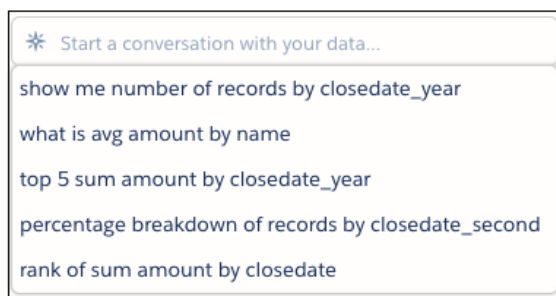 Start a conversation with your data...
show me number of records by closedate_year
what is avg amount by name
top 5 sum amount by closedate_year
percentage breakdown of records by closedate_second
rank of sum amount by closedate